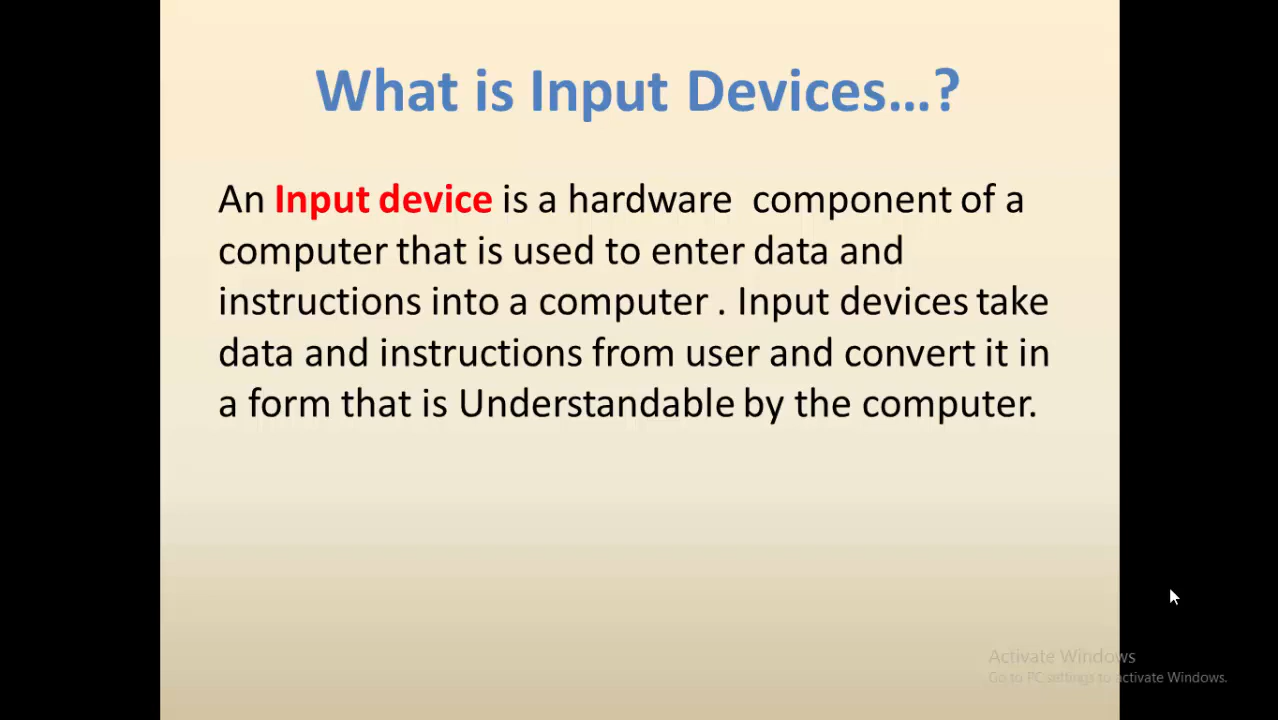 What is Input Devices...?
An Input device is a hardware component of a
computer that is used to enter data and
instructions into a computer . Input devices take
data and instructions from user and convert it in
a form that is Understandable by the computer.
Activate Windows
Go to PC settings to activate Windows.